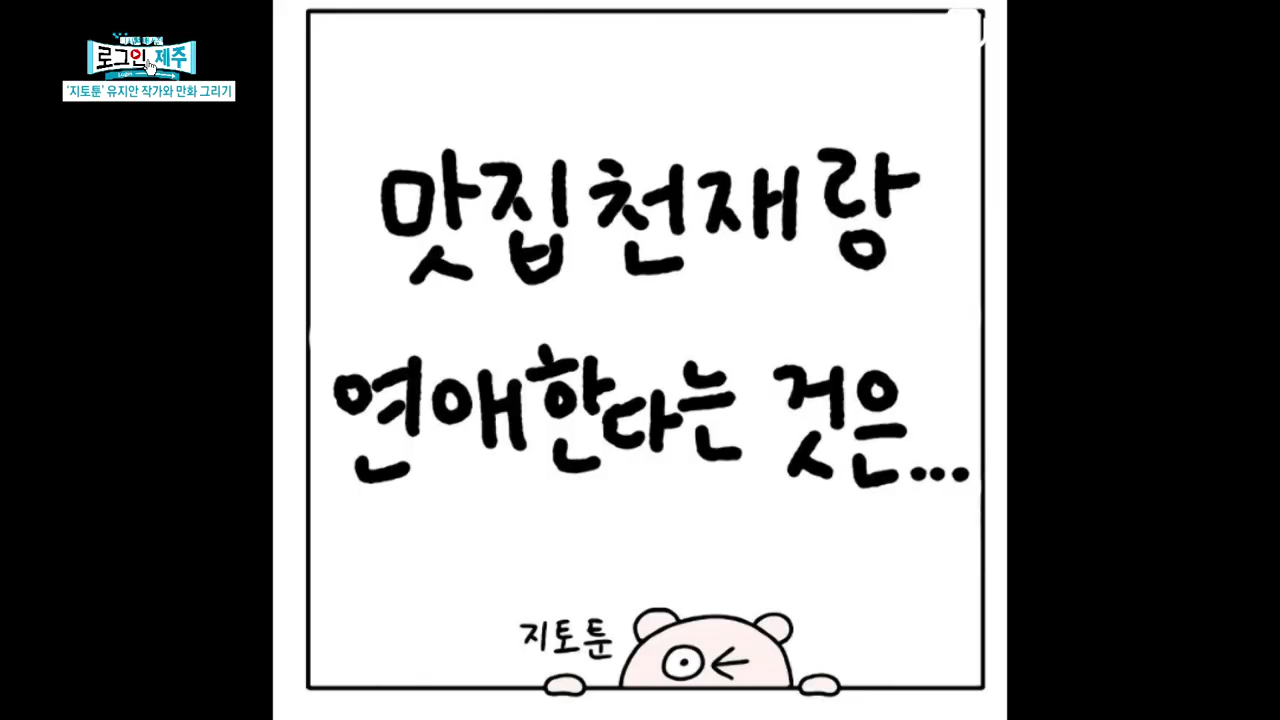 로그인 제주
Login
'지토툰' 유지안 작가와 만화 그리기
맛집천재랑
연애한다는 것은...
지토툰